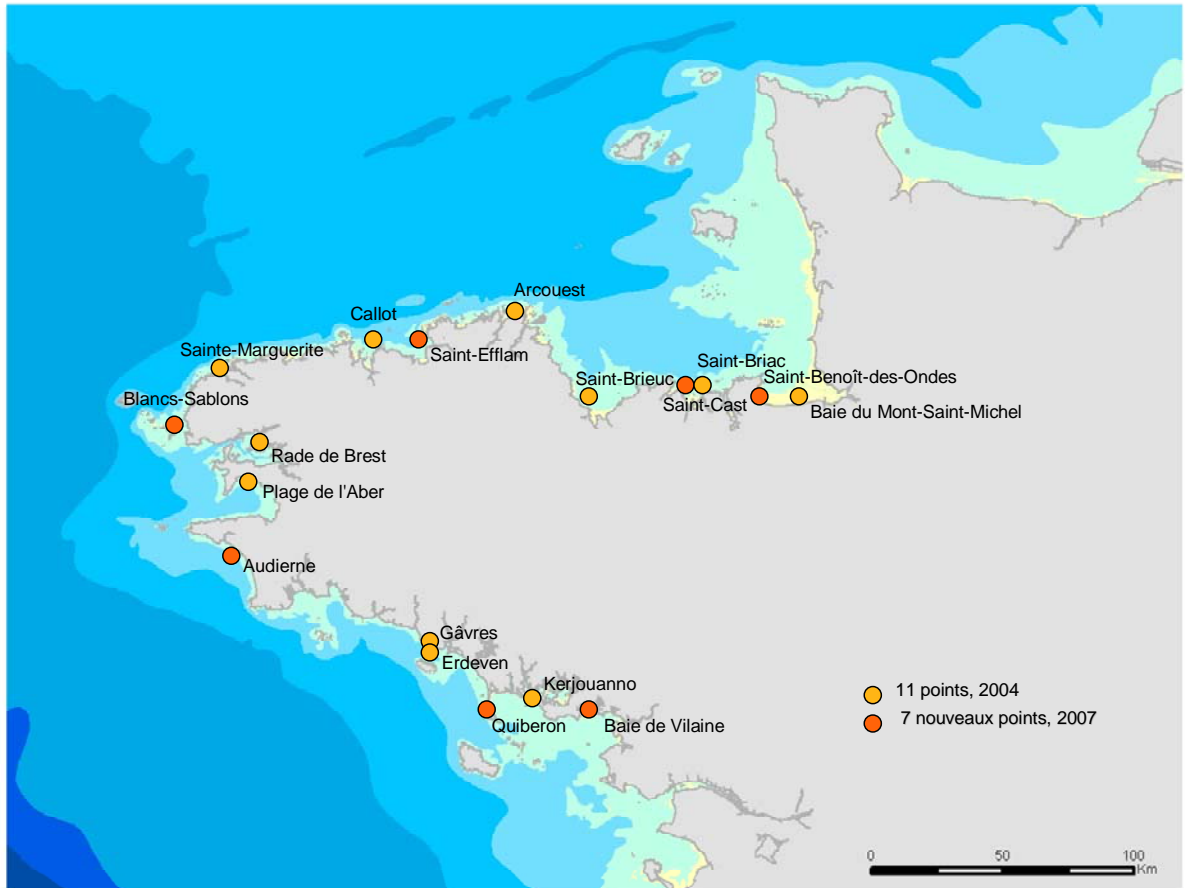 Arcouest
Callot
Saint-Efflam
Sainte-Marguerite
Saint-Briac
Saint-Brieuc
Saint-Benoît-des-Ondes
Saint-Cast
Blancs-Sablons
Baie du Mont-Saint-Michel
Rade de Brest
Plage de l'Aber
Audierne
Gâvres
Erdeven
Kerjouanno
Quiberon
Baie de Vilaine
11 points, 2004
7 nouveaux points, 2007
0 50 100
Km